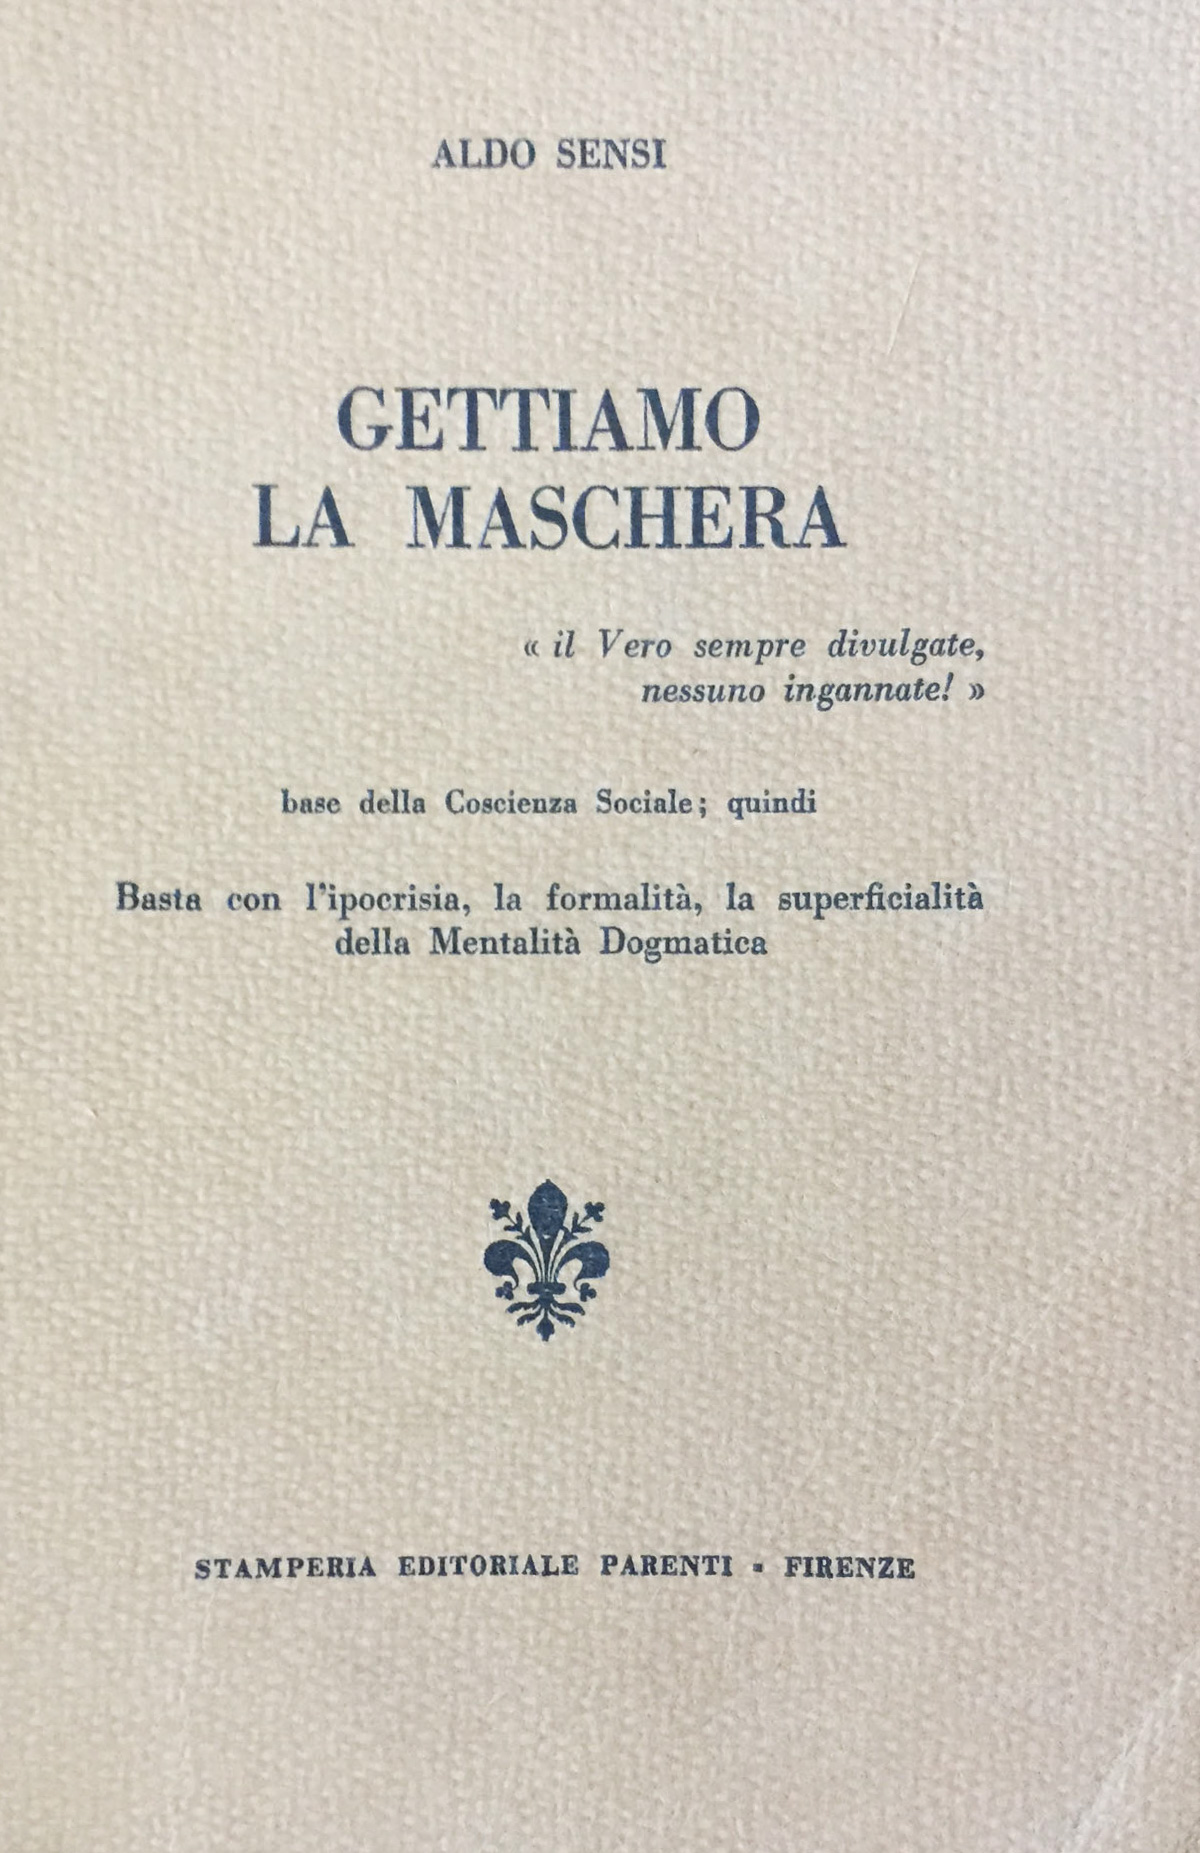 ALDO SENSI
GETTIAMO
LA MASCHERA
« il Vero sempre divulgate,
nessuno ingannate! »
base della Coscienza Sociale; quindi
Basta con l'ipocrisia, la formalità, la superficialità
della Mentalità Dogmatica
STAMPERIA EDITORIALE PARENTI - FIRENZE